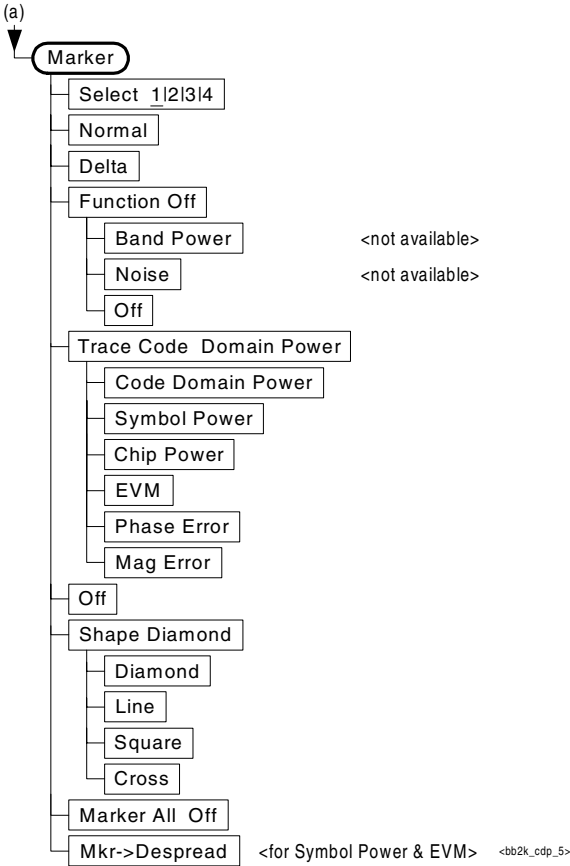 (a)
Marker
Select 1|2|3|4
Normal
Delta
Function Off
Band Power <not available>
Noise <not available>
Off
Trace Code Domain Power
Code Domain Power
Symbol Power
Chip Power
EVM
Phase Error
Mag Error
Off
Shape Diamond
Diamond
Line
Square
Cross
Marker All Off
Mkr->Despread <for Symbol Power & EVM> <bb2k_cdp_5>